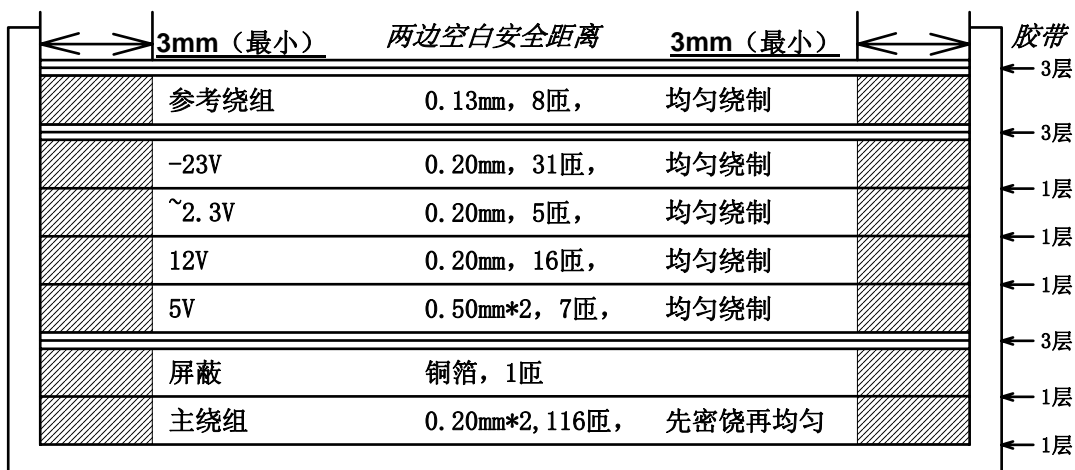 3mm（最小） 两边空白安全距离 3mm（最小） 胶带
3层
参考绕组 0.13mm，8匝， 均匀绕制
3层
-23V 0.20mm，31匝， 均匀绕制
1层
~2.3V 0.20mm，5匝， 均匀绕制
1层
12V 0.20mm，16匝， 均匀绕制
1层
5V 0.50mm*2，7匝， 均匀绕制
3层
屏蔽 铜箔，1匝
1层
主绕组 0.20mm*2,116匝， 先密饶再均匀
1层